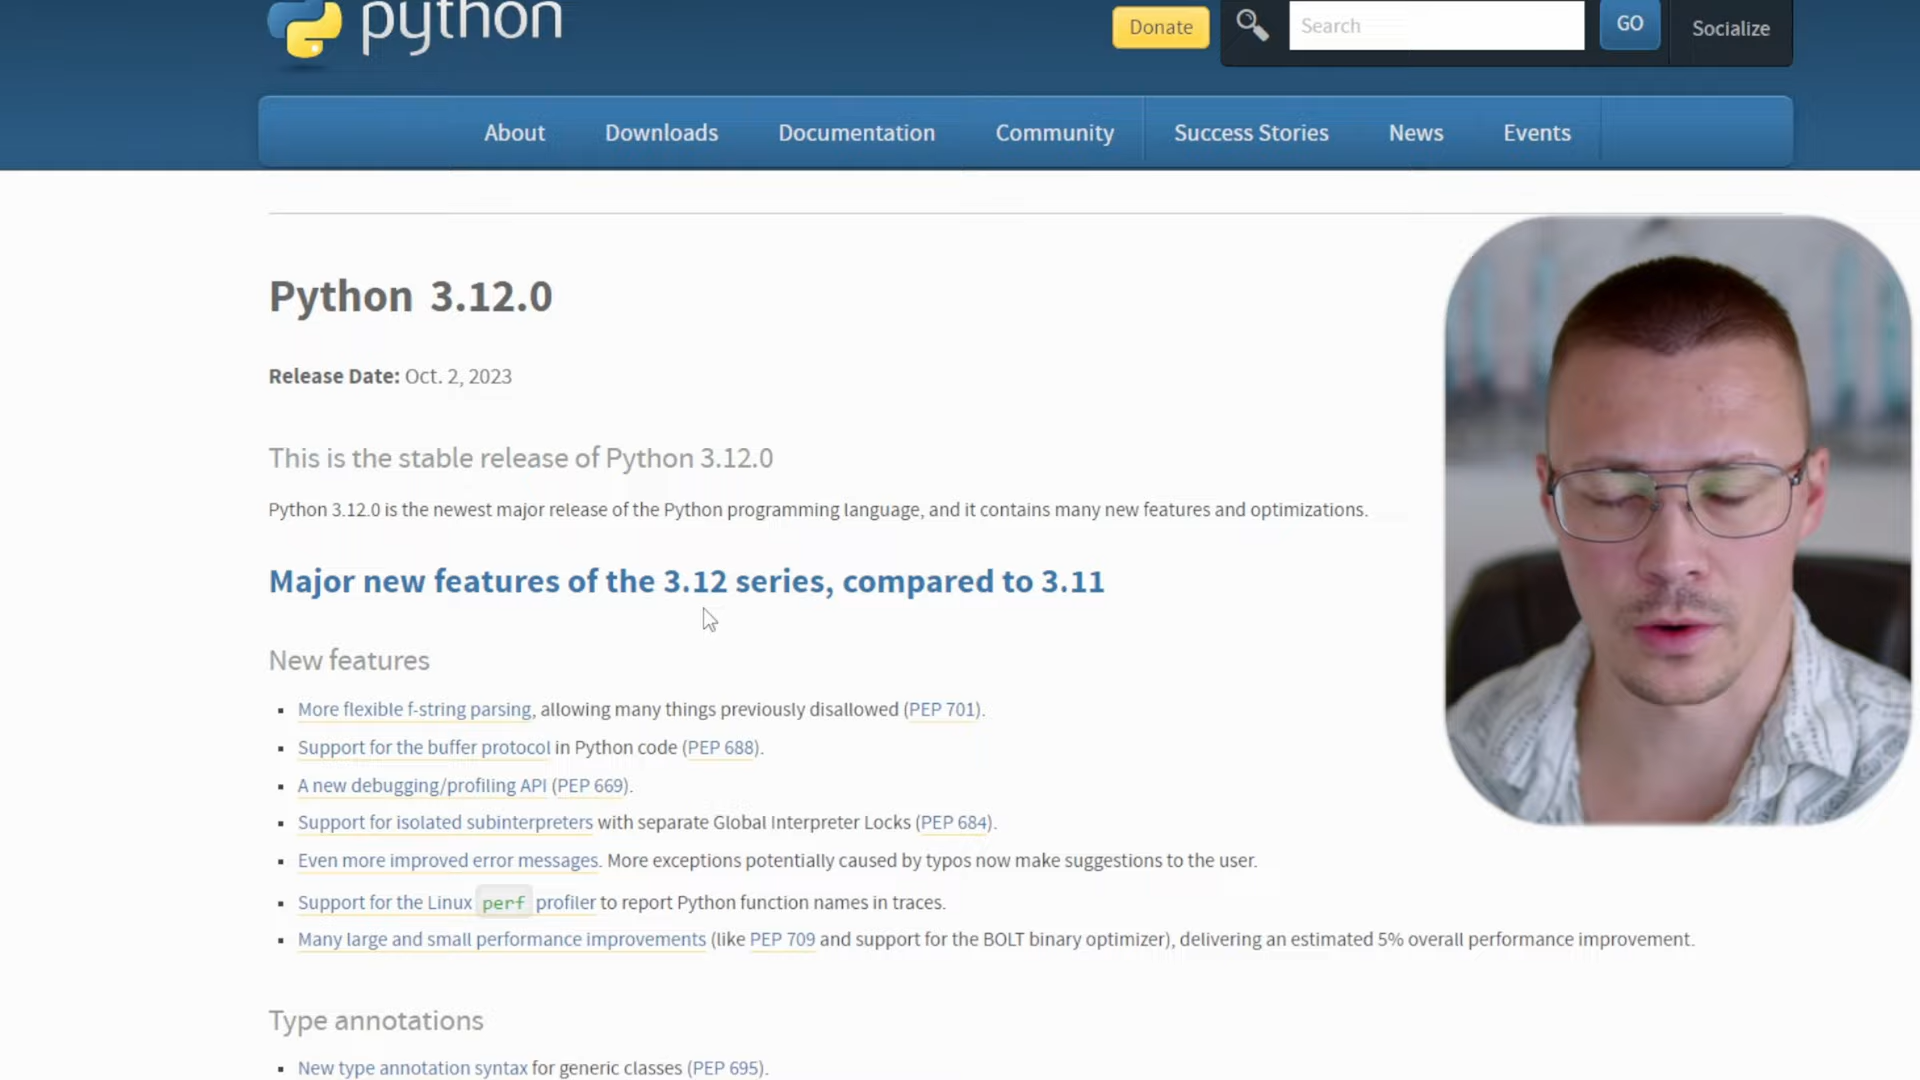 python
Donate
Search
GO
Socialize
About Downloads Documentation Community Success Stories News Events
Python 3.12.0
Release Date: Oct. 2, 2023
This is the stable release of Python 3.12.0
Python 3.12.0 is the newest major release of the Python programming language, and it contains many new features and optimizations.
Major new features of the 3.12 series, compared to 3.11
New features
More flexible f-string parsing, allowing many things previously disallowed (PEP 701).
Support for the buffer protocol in Python code (PEP 688).
A new debugging/profiling API (PEP 669).
Support for isolated subinterpreters with separate Global Interpreter Locks (PEP 684).
Even more improved error messages. More exceptions potentially caused by typos now make suggestions to the user.
Support for the Linux perf profiler to report Python function names in traces.
Many large and small performance improvements (like PEP 709 and support for the BOLT binary optimizer), delivering an estimated 5% overall performance improvement.
Type annotations
New type annotation syntax for generic classes (PEP 695).